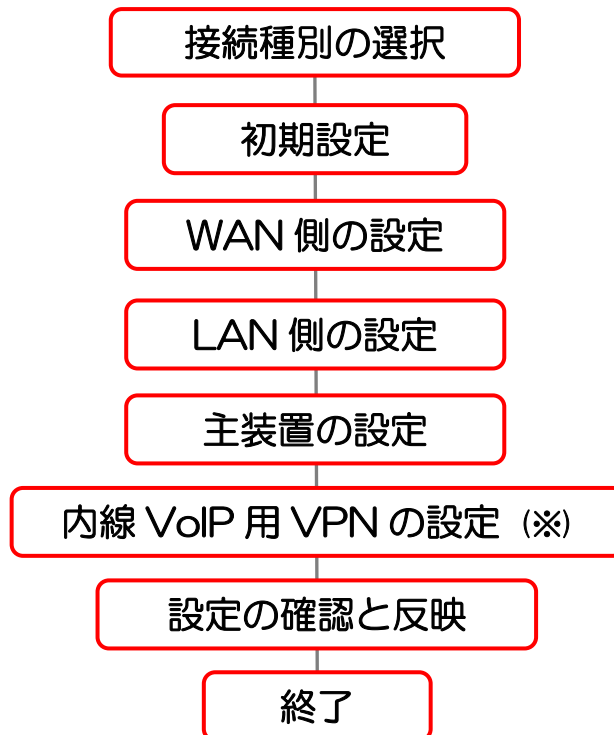 接続種別の選択
初期設定
WAN 側の設定
LAN 側の設定
主装置の設定
内線 VoIP 用 VPN の設定 (※)
設定の確認と反映
終了